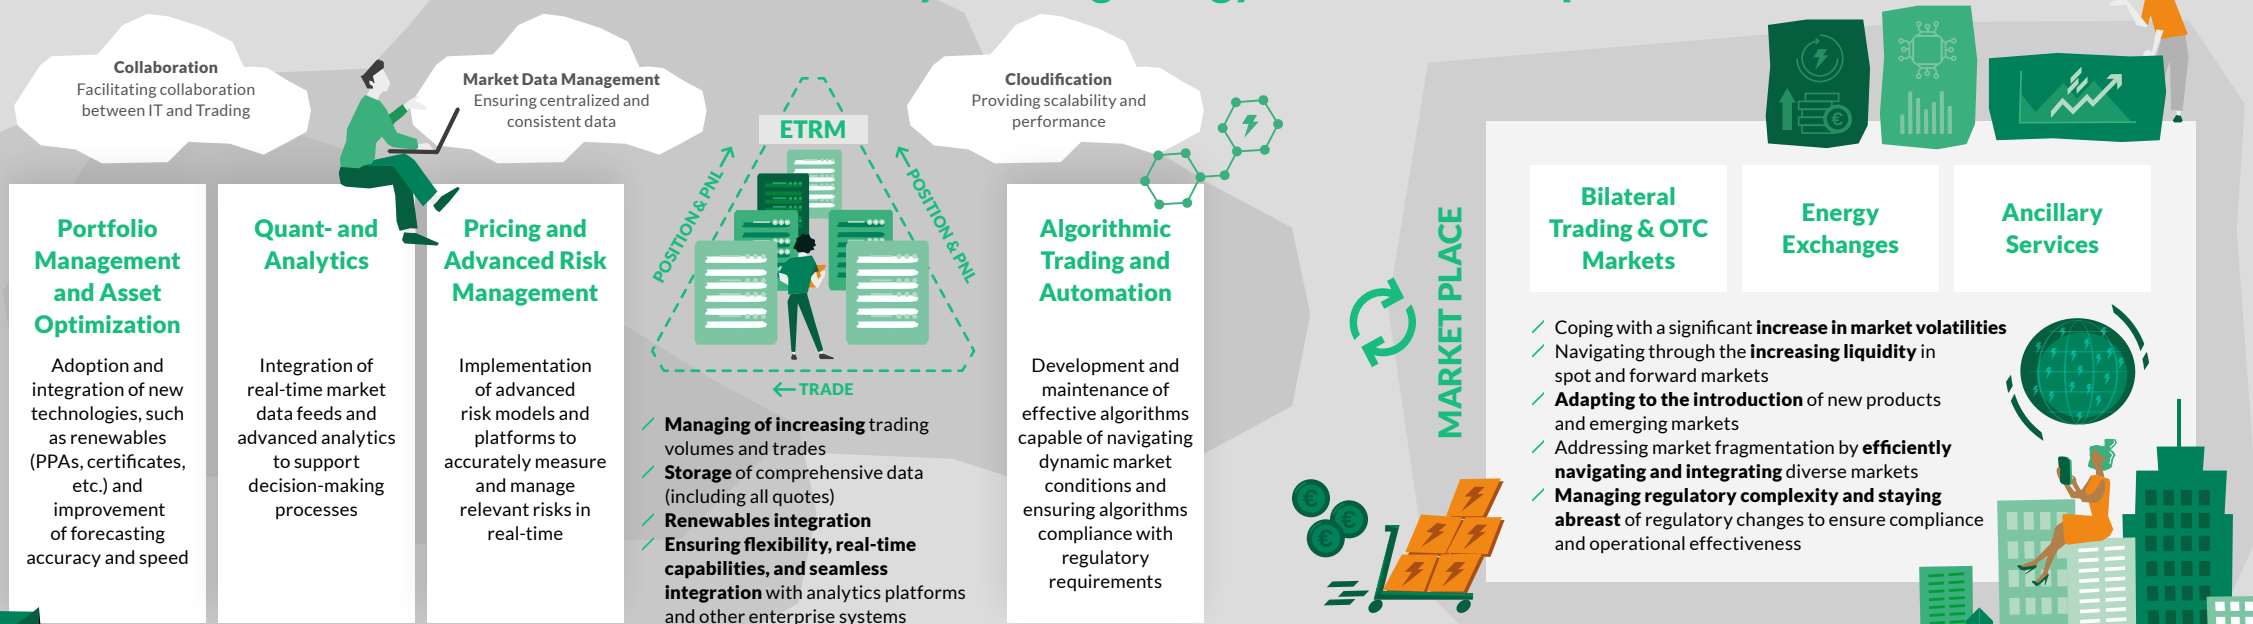 Collaboration
Facilitating collaboration
between IT and Trading
Market Data Management
Ensuring centralized and
consistent data
Cloudification
Providing scalability and
performance
Portfolio
Management
and Asset
Optimization
Adoption and
integration of new
technologies, such
as renewables
(PPAs, certificates,
etc.) and
improvement
of forecasting
accuracy and speed
Quant- and
Analytics
Integration of
real-time market
data feeds and
advanced analytics
to support
decision-making
processes
Pricing and
Advanced Risk
Management
Implementation
of advanced
risk models and
platforms to
accurately measure
and manage
relevant risks in
real-time
ETRM
POSITION & PNL
POSITION & PNL
TRADE
Managing of increasing trading
volumes and trades
Storage of comprehensive data
(including all quotes)
Renewables integration
Ensuring flexibility, real-time
capabilities, and seamless
integration with analytics platforms
and other enterprise systems
Algorithmic
Trading and
Automation
Development and
maintenance of
effective algorithms
capable of navigating
dynamic market
conditions and
ensuring algorithms
compliance with
regulatory
requirements
MARKET PLACE
Bilateral
Trading & OTC
Markets
Energy
Exchanges
Ancillary
Services
Coping with a significant increase in market volatilities
Navigating through the increasing liquidity in
spot and forward markets
Adapting to the introduction of new products
and emerging markets
Addressing market fragmentation by efficiently
navigating and integrating diverse markets
Managing regulatory complexity and staying
abreast of regulatory changes to ensure compliance
and operational effectiveness